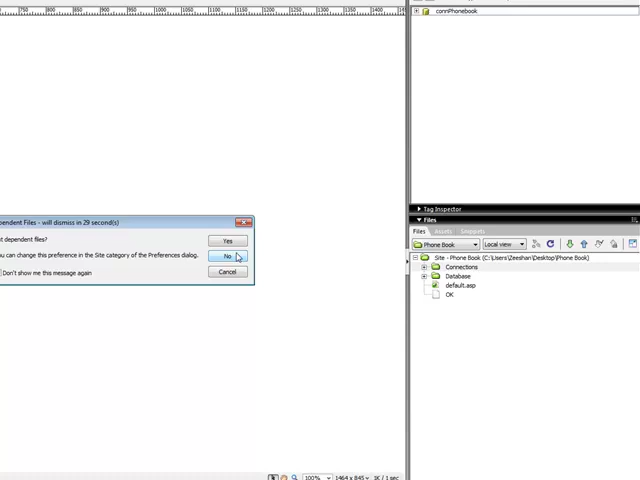 750 800 850 900 950 1000 1050 1100 1150 1200 1250 1300 1350 1400
connPhonebook
Tag Inspector
Files
Files Assets Snippets
Phone Book Local view
Site - Phone Book (C:\Users\Zeeshan\Desktop\Phone Book)
Connections
Database
default.asp
OK
endent Files - will dismiss in 29 second(s)
dependent files?
Yes
can change this preference in the Site category of the Preferences dialog.
No
Don't show me this message again
Cancel
100% 1464 x 845 1K / 1 sec